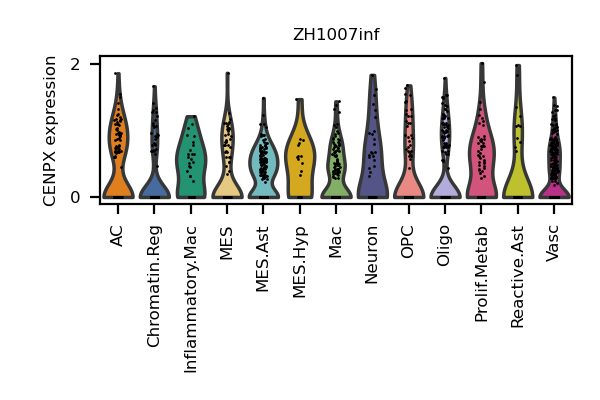 ZH1007inf
CENPX expression
2
0
AC
Chromatin.Reg
Inflammatory.Mac
MES
MES.Ast
MES.Hyp
Mac
Neuron
OPC
Oligo
Prolif.Metab
Reactive.Ast
Vasc